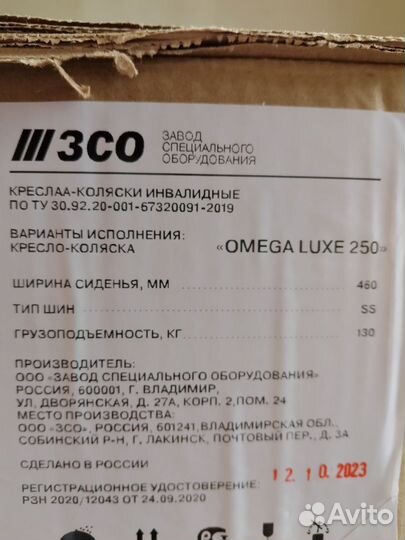 ЗСО
ЗАВОД
СПЕЦИАЛЬНОГО
ОБОРУДОВАНИЯ
КРЕСЛАА-КОЛЯСКИ ИНВАЛИДНЫЕ
ПО ТУ 30.92.20-001-67320091-2019
ВАРИАНТЫ ИСПОЛНЕНИЯ:
КРЕСЛО-КОЛЯСКА «OMEGA LUXE 250»
ШИРИНА СИДЕНЬЯ, ММ 460
ТИП ШИН SS
ГРУЗОПОДЪЕМНОСТЬ, КГ 130
ПРОИЗВОДИТЕЛЬ:
ООО «ЗАВОД СПЕЦИАЛЬНОГО ОБОРУДОВАНИЯ»
РОССИЯ, 600001, Г. ВЛАДИМИР,
УЛ. ДВОРЯНСКАЯ, Д. 27А, КОРП. 2, ПОМ. 24
МЕСТО ПРОИЗВОДСТВА:
ООО «ЗСО», РОССИЯ, 601241, ВЛАДИМИРСКАЯ ОБЛ.,
СОБИНСКИЙ Р-Н, Г. ЛАКИНСК, ПОЧТОВЫЙ ПЕР., Д. 3А
СДЕЛАНО В РОССИИ 12.10.2023
РЕГИСТРАЦИОННОЕ УДОСТОВЕРЕНИЕ:
РЗН 2020/12043 ОТ 24.09.2020
Avito